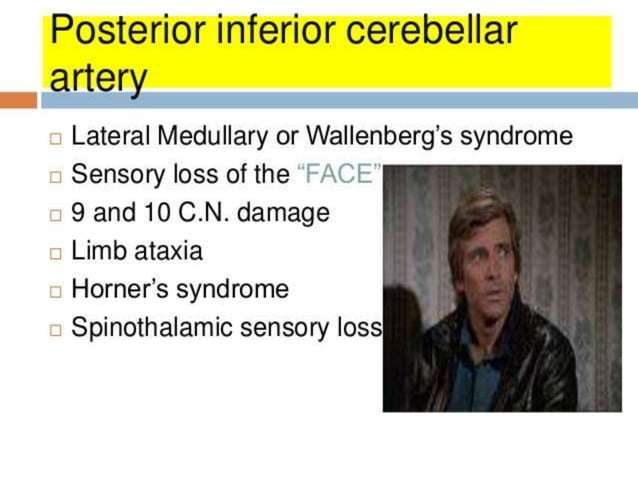 Posterior inferior cerebellar
artery
Lateral Medullary or Wallenberg's syndrome
Sensory loss of the “FACE”
9 and 10 C.N. damage
Limb ataxia
Horner's syndrome
Spinothalamic sensory loss